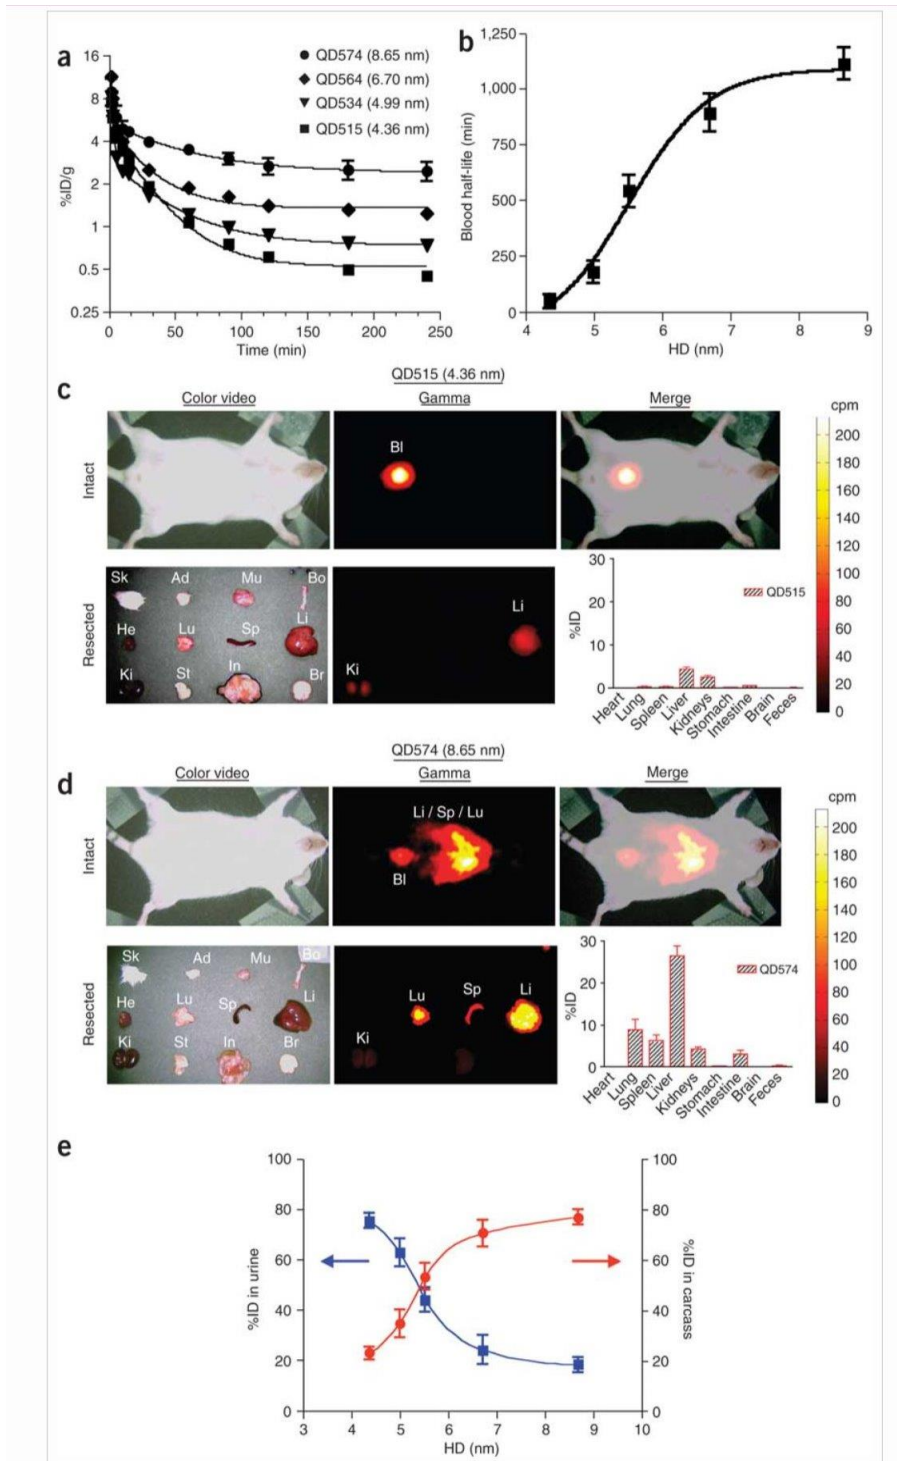 a
QD574 (8.65 nm)
QD564 (6.70 nm)
QD534 (4.99 nm)
QD515 (4.36 nm)
16
8
4
2
1
0.5
0.25
%ID/g
0 50 100 150 200 250
Time (min)
b
1,250
1,000
750
500
250
0
Blood half-life (min)
4 5 6 7 8 9
HD (nm)
c
QD515 (4.36 nm)
Color video Gamma Merge
Intact
Bl
cpm
200
180
160
140
120
100
80
60
40
20
0
Resected
Sk Ad Mu Bo
He Lu Sp Li
Ki St In Br
Li
Ki
30
20
10
0
%ID
QD515
Heart Lung Spleen Liver Kidneys Stomach Intestine Brain Feces
d
QD574 (8.65 nm)
Color video Gamma Merge
Intact
Li / Sp / Lu
Bl
cpm
200
180
160
140
120
100
80
60
40
20
0
Resected
Sk Ad Mu Bo
He Lu Sp Li
Ki St In Br
Lu Sp Li
Ki
30
20
10
0
%ID
QD574
Heart Lung Spleen Liver Kidneys Stomach Intestine Brain Feces
e
100
80
60
40
20
0
%ID in urine
100
80
60
40
20
0
%ID in carcass
3 4 5 6 7 8 9 10
HD (nm)